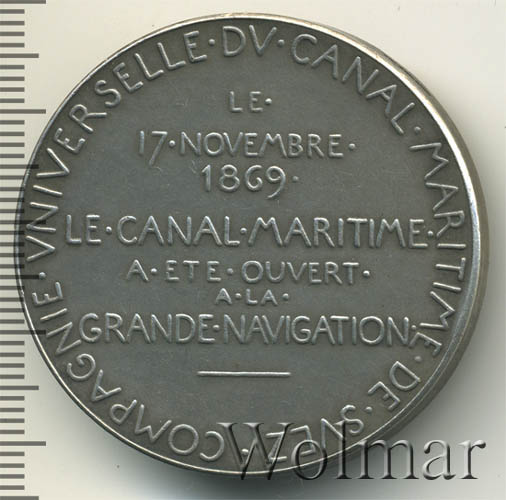 COMPAGNIE·VNIVERSELLE·DV·CANAL·MARITIME·DE·SVEZ·
LE·
17·NOVEMBRE·
1869·
LE·CANAL·MARITIME·
A·ETE·OUVERT·
A·LA·
GRANDE·NAVIGATION·
Wolmar